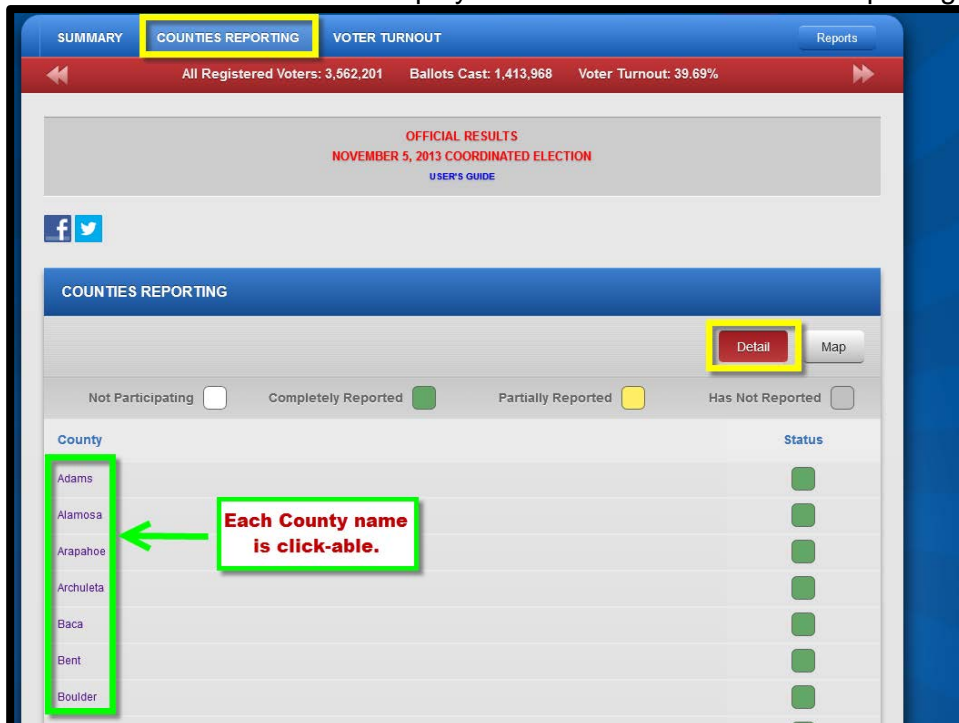 SUMMARY COUNTIES REPORTING VOTER TURNOUT Reports
All Registered Voters: 3,562,201 Ballots Cast: 1,413,968 Voter Turnout: 39.69%
OFFICIAL RESULTS
NOVEMBER 5, 2013 COORDINATED ELECTION
USER'S GUIDE
COUNTIES REPORTING
Detail Map
Not Participating Completely Reported Partially Reported Has Not Reported
County Status
Adams
Alamosa
Each County name
is click-able.
Arapahoe
Archuleta
Baca
Bent
Boulder